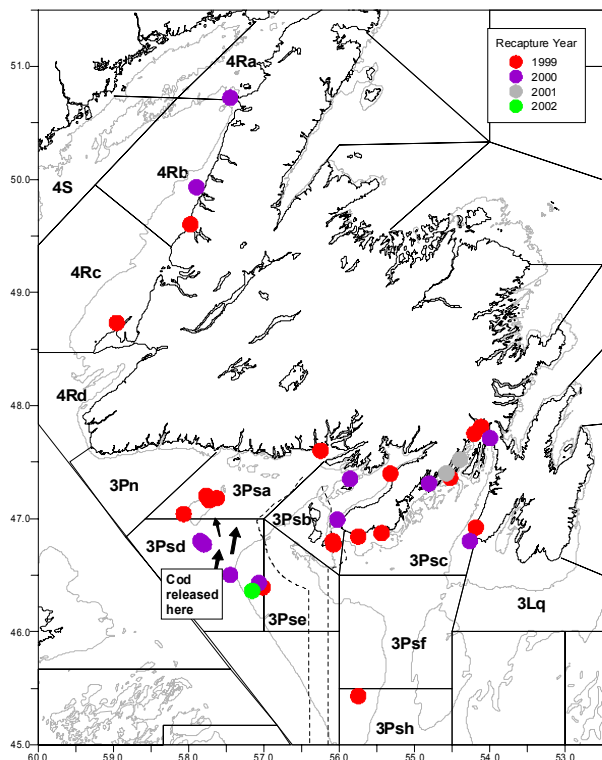 Recapture Year
1999
2000
2001
2002
51.0
50.0
49.0
48.0
47.0
46.0
45.0
4Ra
4Rb
4S
4Rc
4Rd
3Pn
3Psa
3Psb
3Psc
3Psd
3Pse
3Lq
3Psf
3Psh
Cod
released
here
60.0
59.0
58.0
57.0
56.0
55.0
54.0
53.0